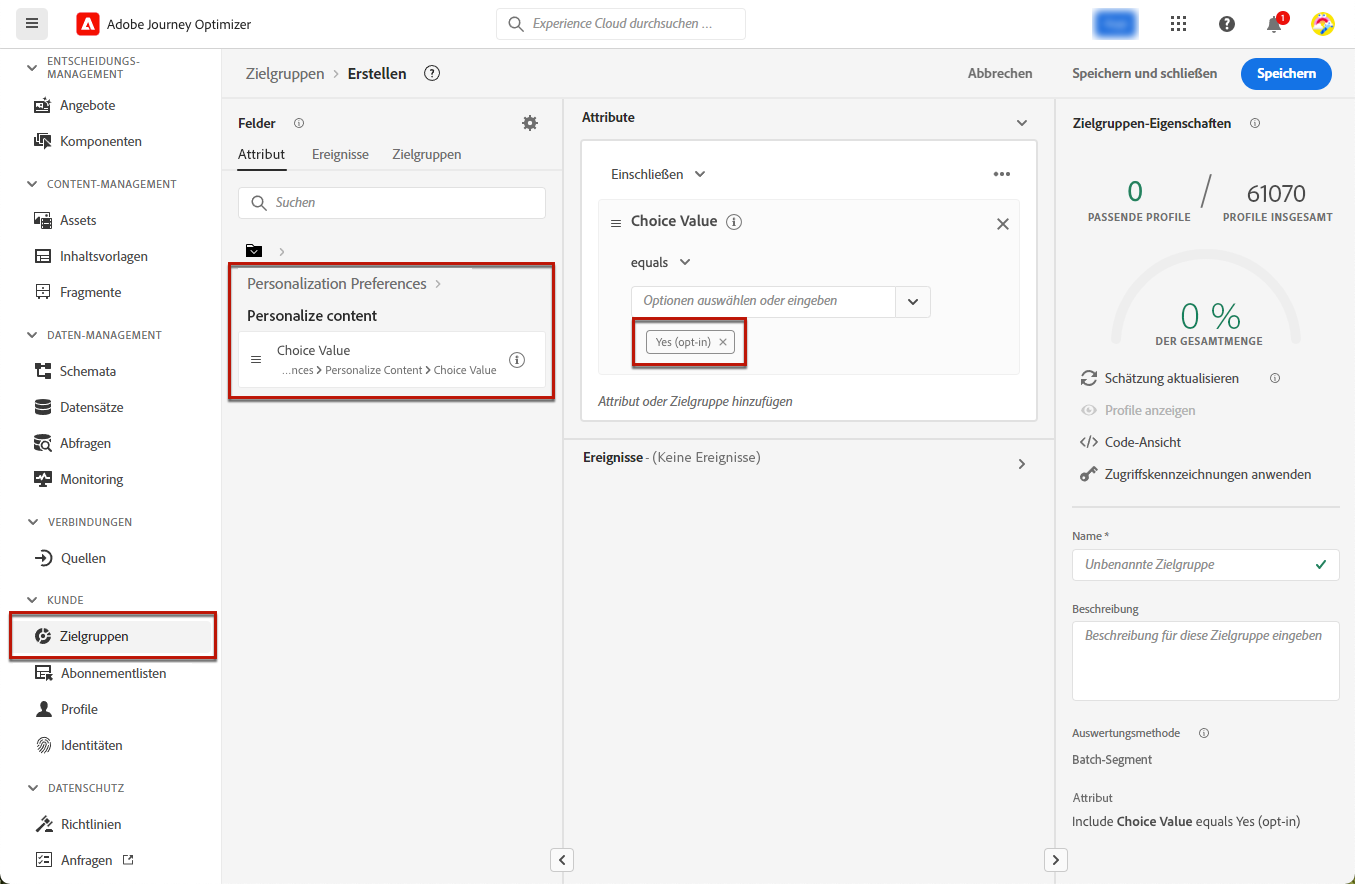 Adobe Journey Optimizer
Experience Cloud durchsuchen ...
1
ENTSCHEIDUNGS-
MANAGEMENT
Angebote
Komponenten
CONTENT-MANAGEMENT
Assets
Inhaltsvorlagen
Fragmente
DATEN-MANAGEMENT
Schemata
Datensätze
Abfragen
Monitoring
VERBINDUNGEN
Quellen
KUNDE
Zielgruppen
Abonnementlisten
Profile
Identitäten
DATENSCHUTZ
Richtlinien
Anfragen
Zielgruppen > Erstellen
Abbrechen
Speichern und schließen
Speichern
Felder
Attribut Ereignisse Zielgruppen
Suchen
Personalization Preferences >
Personalize content
Choice Value
...nces > Personalize Content > Choice Value
Attribute
Einschließen
Choice Value
equals
Optionen auswählen oder eingeben
Yes (opt-in)
Attribut oder Zielgruppe hinzufügen
Ereignisse - (Keine Ereignisse)
Zielgruppen-Eigenschaften
0 / 61070
PASSENDE PROFILE PROFILE INSGESAMT
0 %
DER GESAMTMENGE
Schätzung aktualisieren
Profile anzeigen
Code-Ansicht
Zugriffskennzeichnungen anwenden
Name *
Unbenannte Zielgruppe
Beschreibung
Beschreibung für diese Zielgruppe eingeben
Auswertungsmethode
Batch-Segment
Attribut
Include Choice Value equals Yes (opt-in)